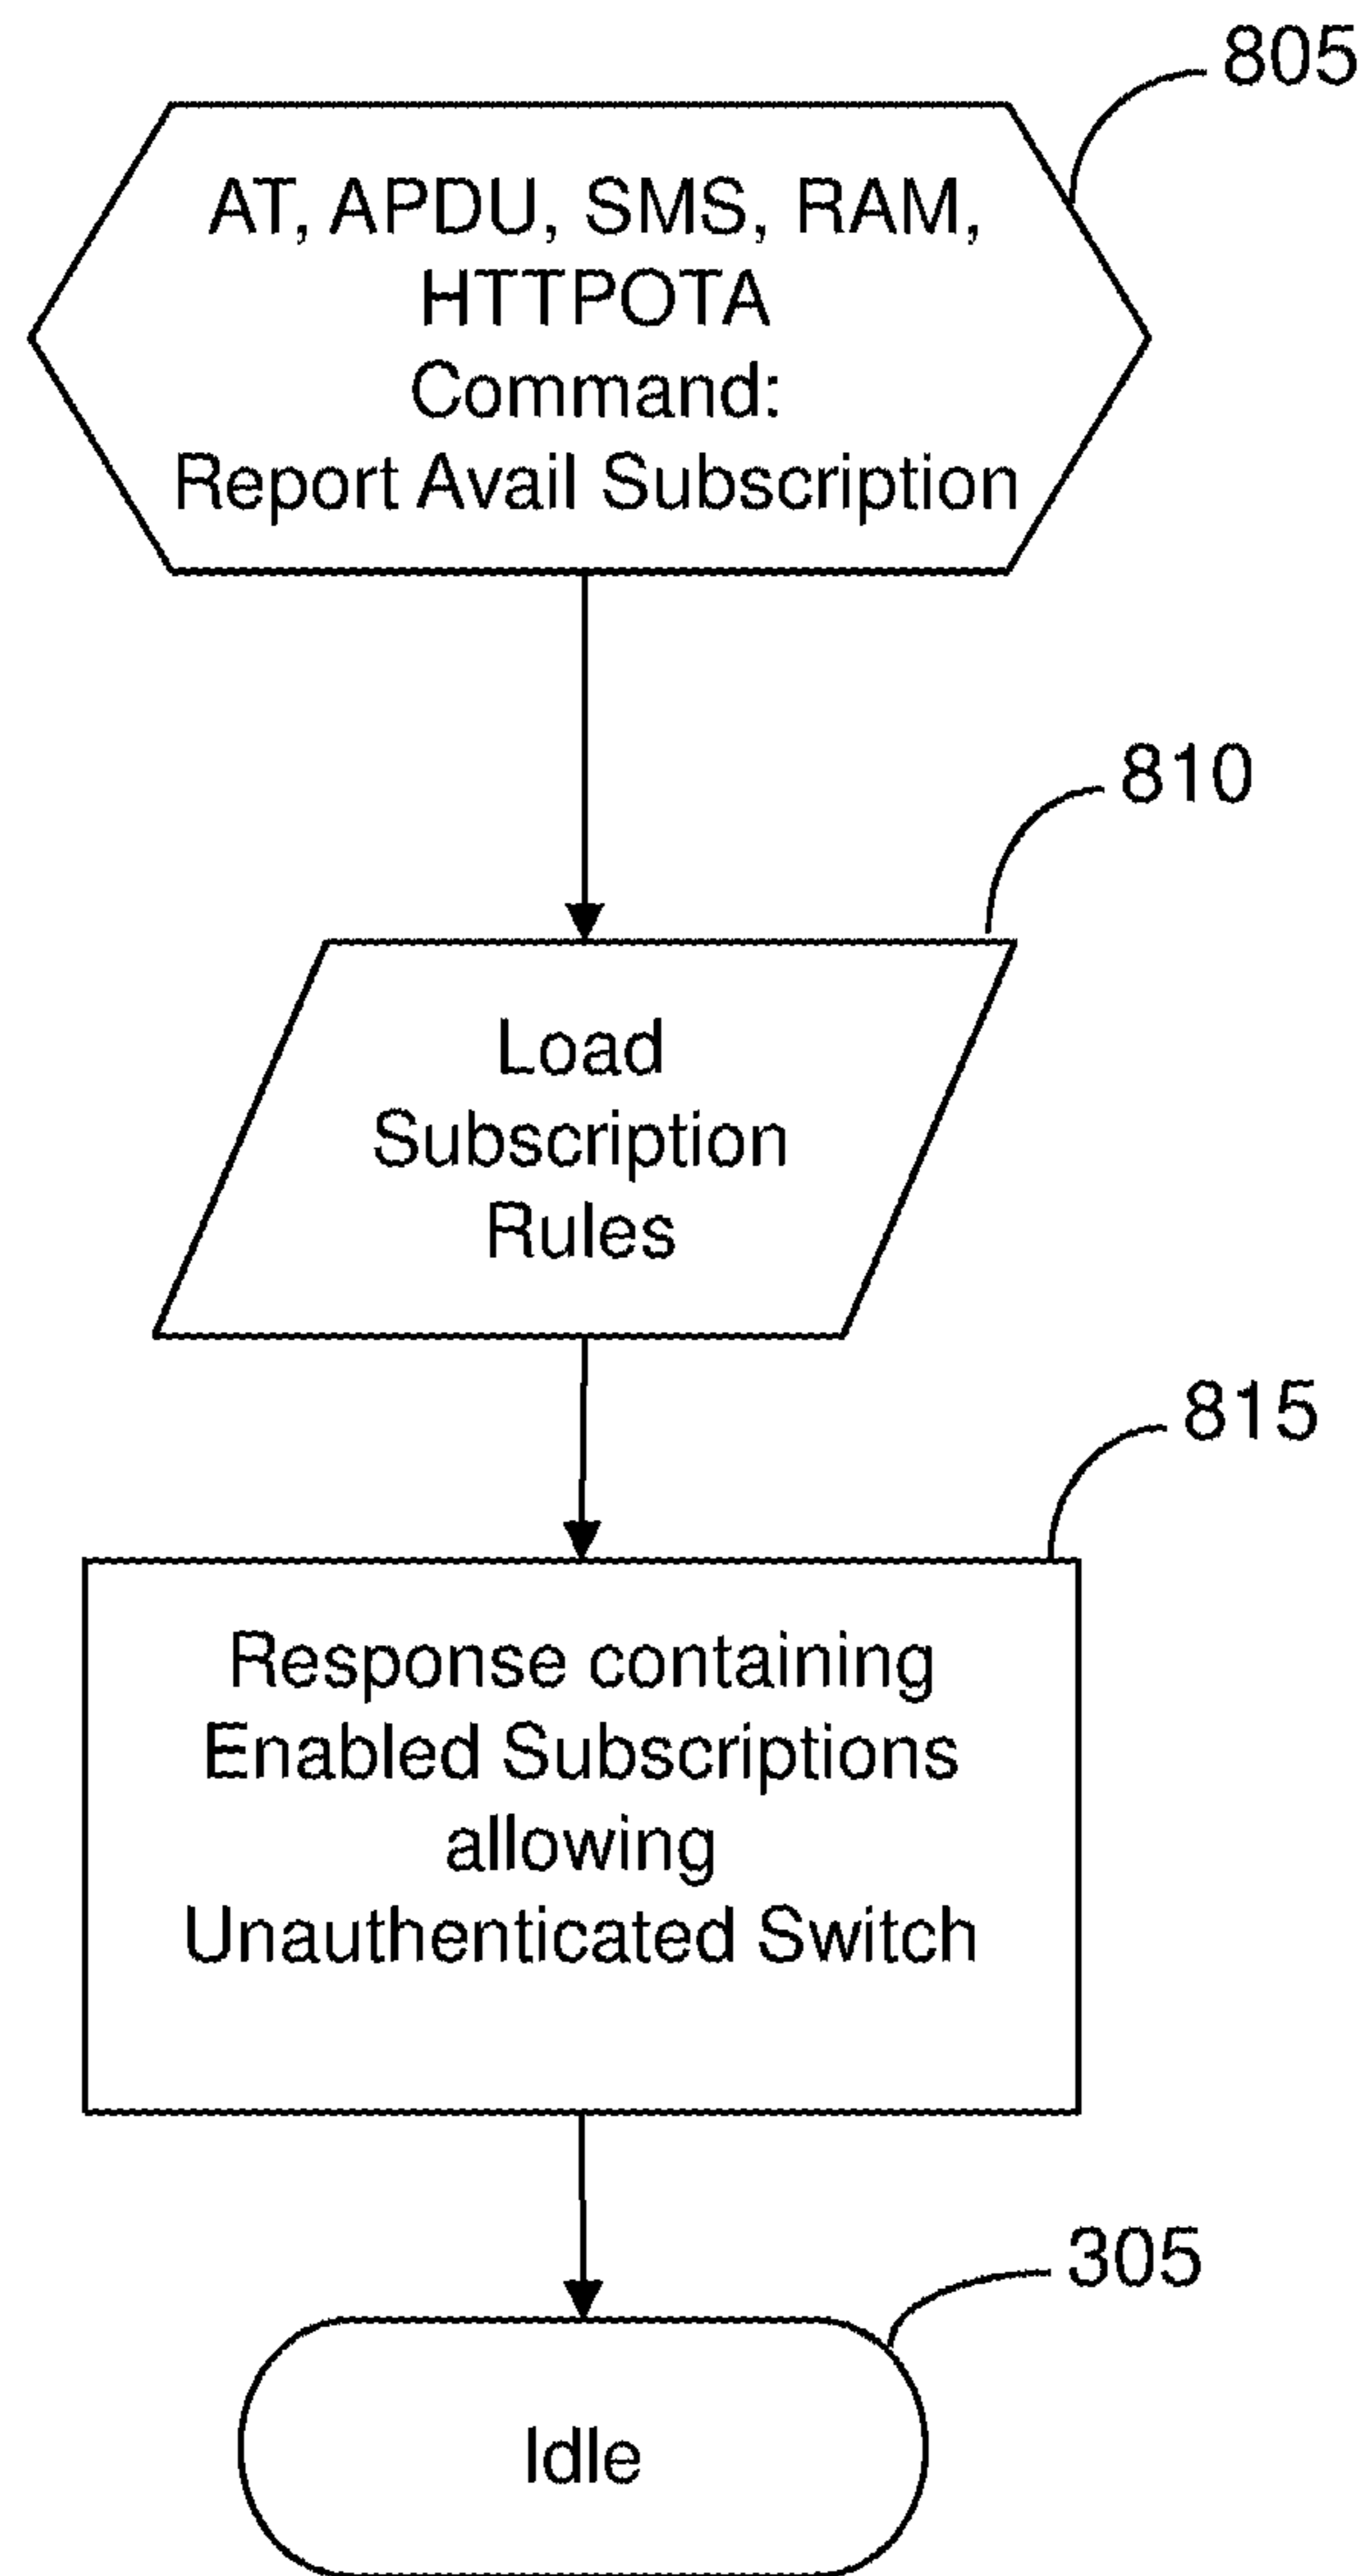 805
AT, APDU, SMS, RAM,
HTTPOTA
Command:
Report Avail Subscription
810
Load
Subscription
Rules
815
Response containing
Enabled Subscriptions
allowing
Unauthenticated Switch
305
Idle